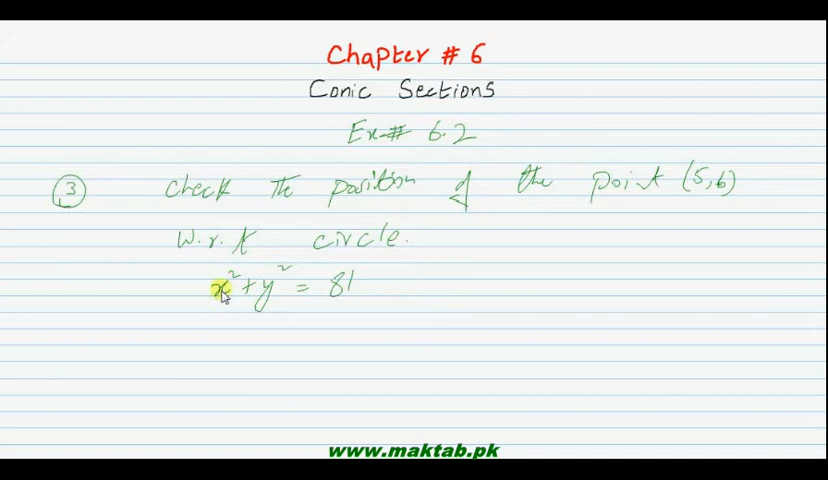 Chapter # 6
Conic Sections
Ex # 6.2
3 check the position of the point (5,6)
w.r.t circle.
x² + y² = 81
www.maktab.pk